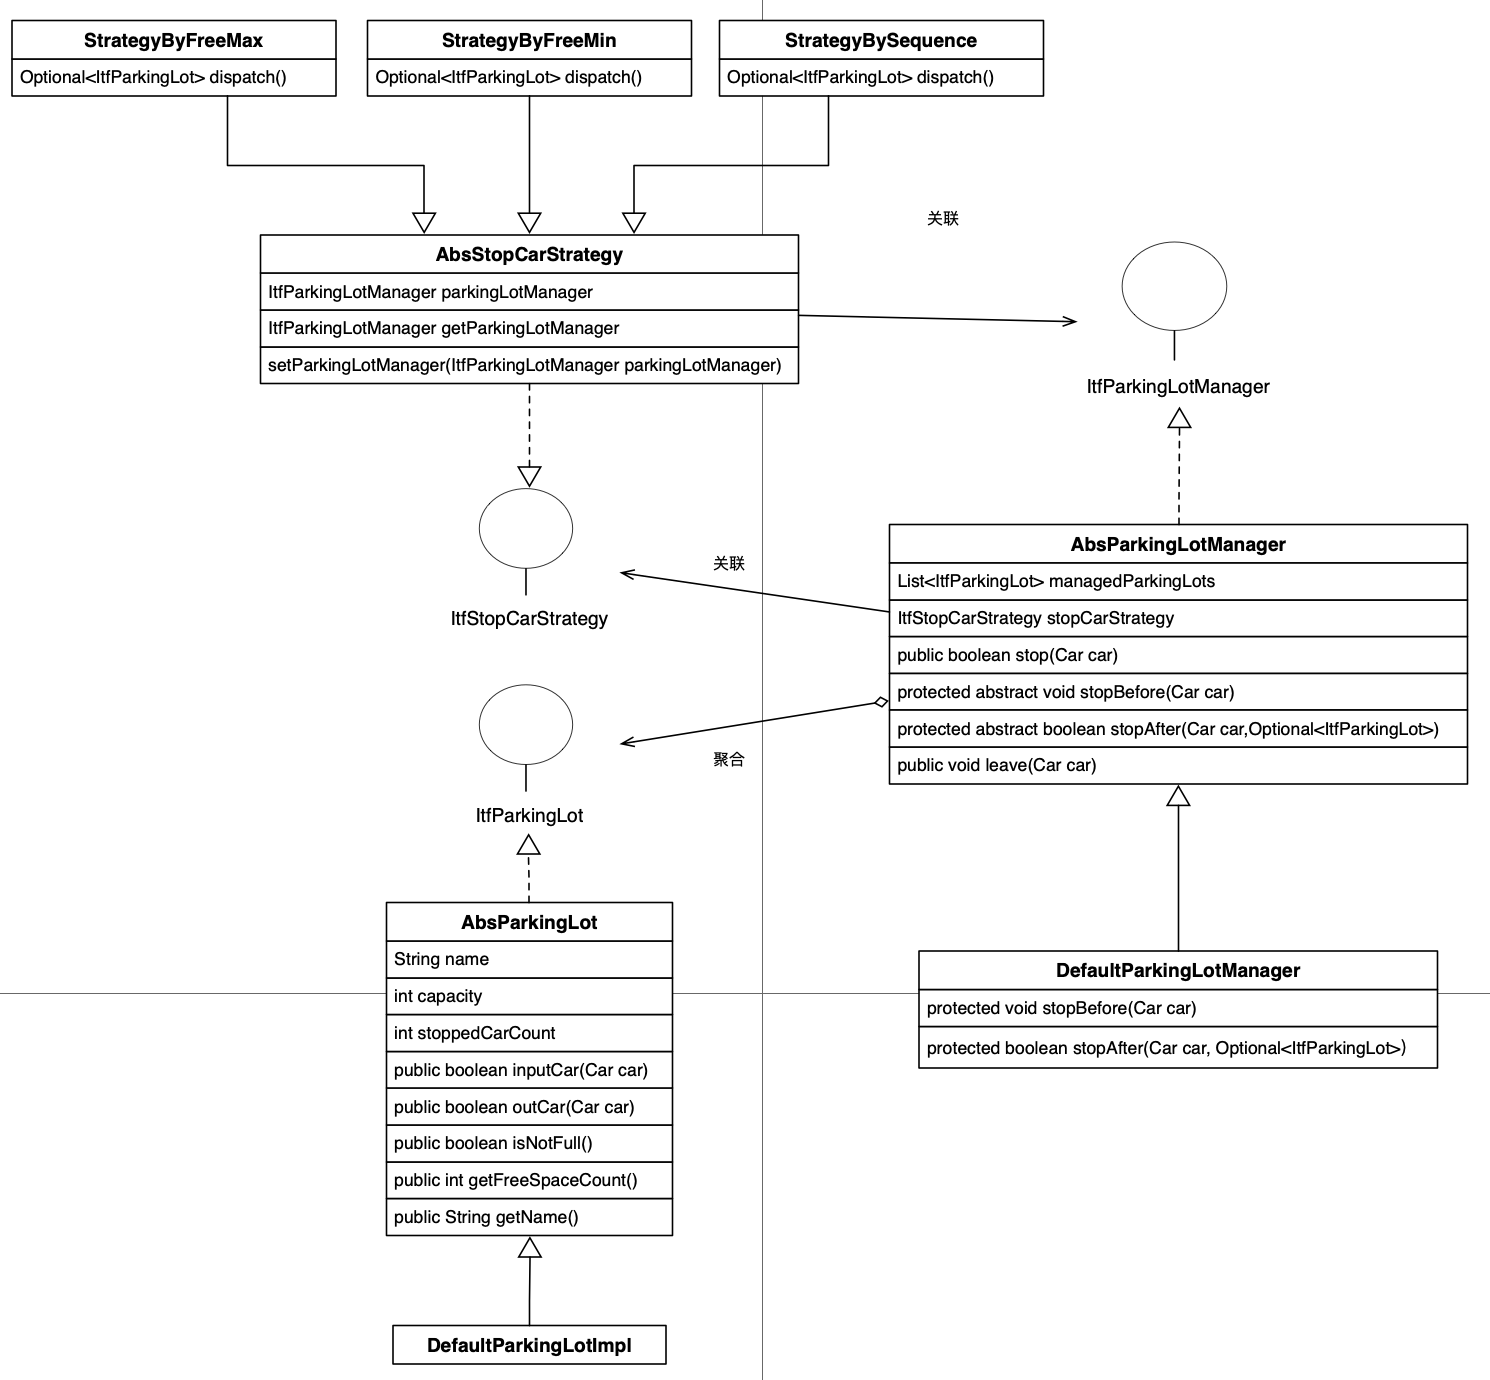 StrategyByFreeMax
Optional<ItfParkingLot> dispatch()
StrategyByFreeMin
Optional<ItfParkingLot> dispatch()
StrategyBySequence
Optional<ItfParkingLot> dispatch()
关联
AbsStopCarStrategy
ItfParkingLotManager parkingLotManager
ItfParkingLotManager getParkingLotManager
setParkingLotManager(ItfParkingLotManager parkingLotManager)
ItfParkingLotManager
关联
ItfStopCarStrategy
AbsParkingLotManager
List<ItfParkingLot> managedParkingLots
ItfStopCarStrategy stopCarStrategy
public boolean stop(Car car)
protected abstract void stopBefore(Car car)
protected abstract boolean stopAfter(Car car,Optional<ItfParkingLot>)
public void leave(Car car)
聚合
ItfParkingLot
AbsParkingLot
String name
int capacity
int stoppedCarCount
public boolean inputCar(Car car)
public boolean outCar(Car car)
public boolean isNotFull()
public int getFreeSpaceCount()
public String getName()
DefaultParkingLotManager
protected void stopBefore(Car car)
protected boolean stopAfter(Car car, Optional<ItfParkingLot>)
DefaultParkingLotImpl